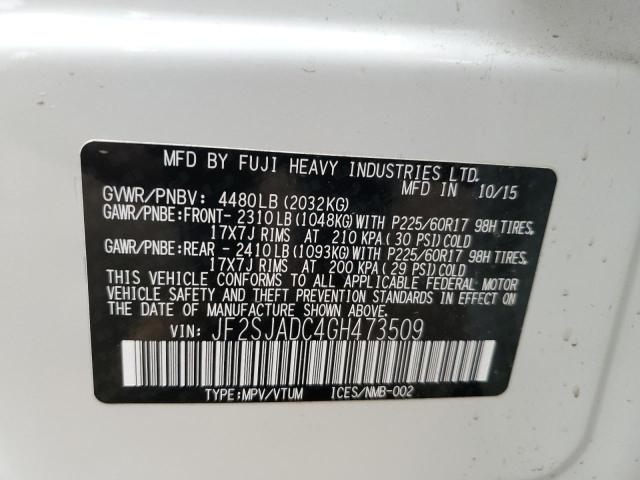 MFD BY FUJI HEAVY INDUSTRIES LTD.
MFD IN 10/15
GVWR/PNBV: 4480LB (2032KG)
GAWR/PNBE:FRONT- 2310LB (1048KG) WITH P225/60R17 98H TIRES,
17X7J RIMS AT 210 KPA( 30 PSI) COLD
GAWR/PNBE:REAR - 2410LB (1093KG) WITH P225/60R17 98H TIRES,
17X7J RIMS AT 200 KPA( 29 PSI) COLD
THIS VEHICLE CONFORMS TO ALL APPLICABLE FEDERAL MOTOR
VEHICLE SAFETY AND THEFT PREVENTION STANDARDS IN EFFECT ON
THE DATE OF MANUFACTURE SHOWN ABOVE.
VIN: JF2SJADC4GH473509
TYPE:MPV/VTUM ICES/NMB-002